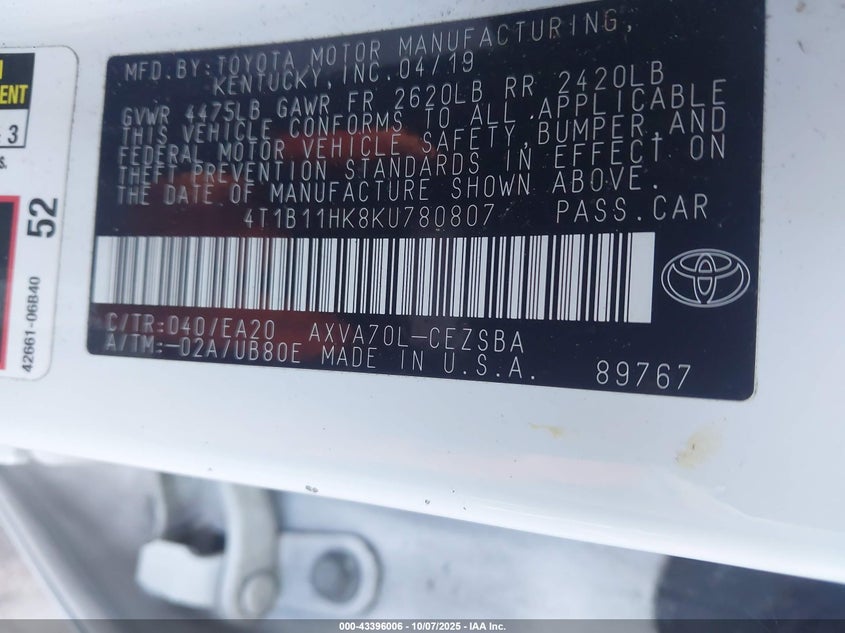 MFD.BY:TOYOTA MOTOR MANUFACTURING,
KENTUCKY, INC.04/19
GVWR 4475LB GAWR FR 2620LB RR 2420LB
THIS VEHICLE CONFORMS TO ALL APPLICABLE
FEDERAL MOTOR VEHICLE SAFETY,BUMPER,AND
THEFT PREVENTION STANDARDS IN EFFECT ON
THE DATE OF MANUFACTURE SHOWN ABOVE.
4T1B11HK8KU780807 PASS.CAR
C/TR:040/EA20 AXVA70L-CEZSBA
A/TM:-02A/UB80E MADE IN U.S.A. 89767
52
42661-06B40
000-43396006 - 10/07/2025 - IAA Inc.